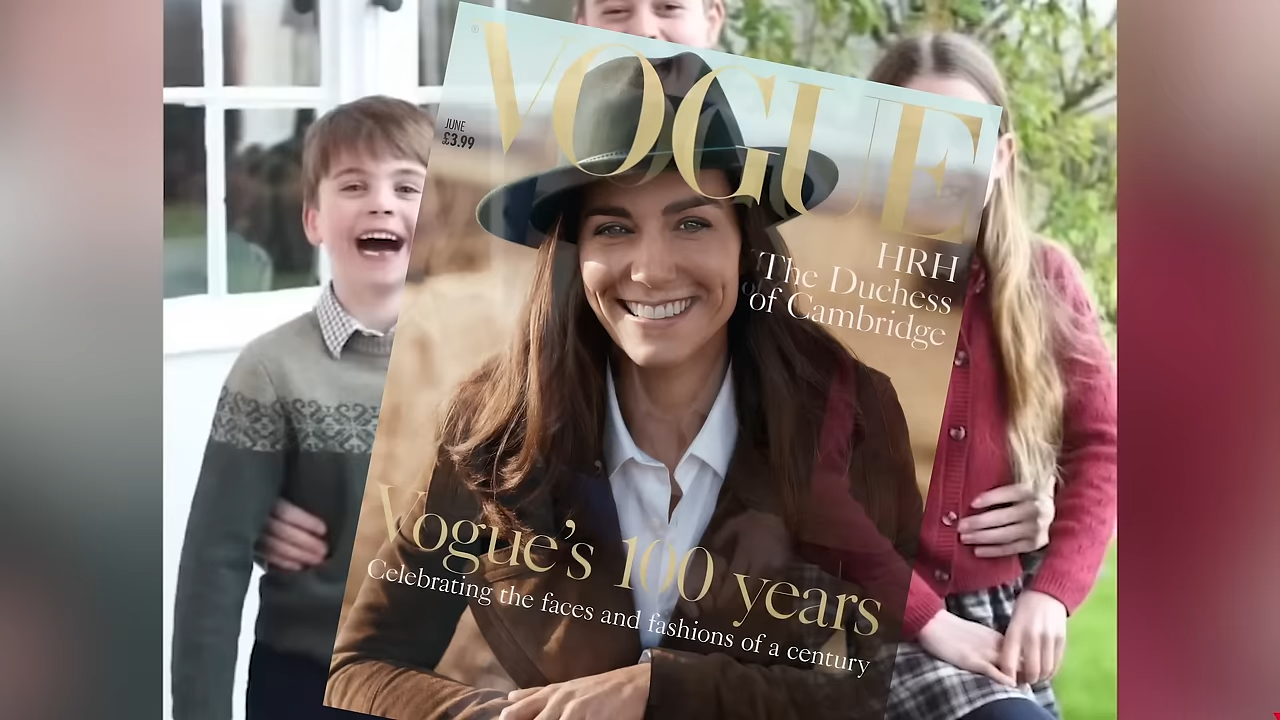 VOGUE
JUNE
£3.99
HRH
The Duchess
of Cambridge
Vogue's 100 years
Celebrating the faces and fashions of a century